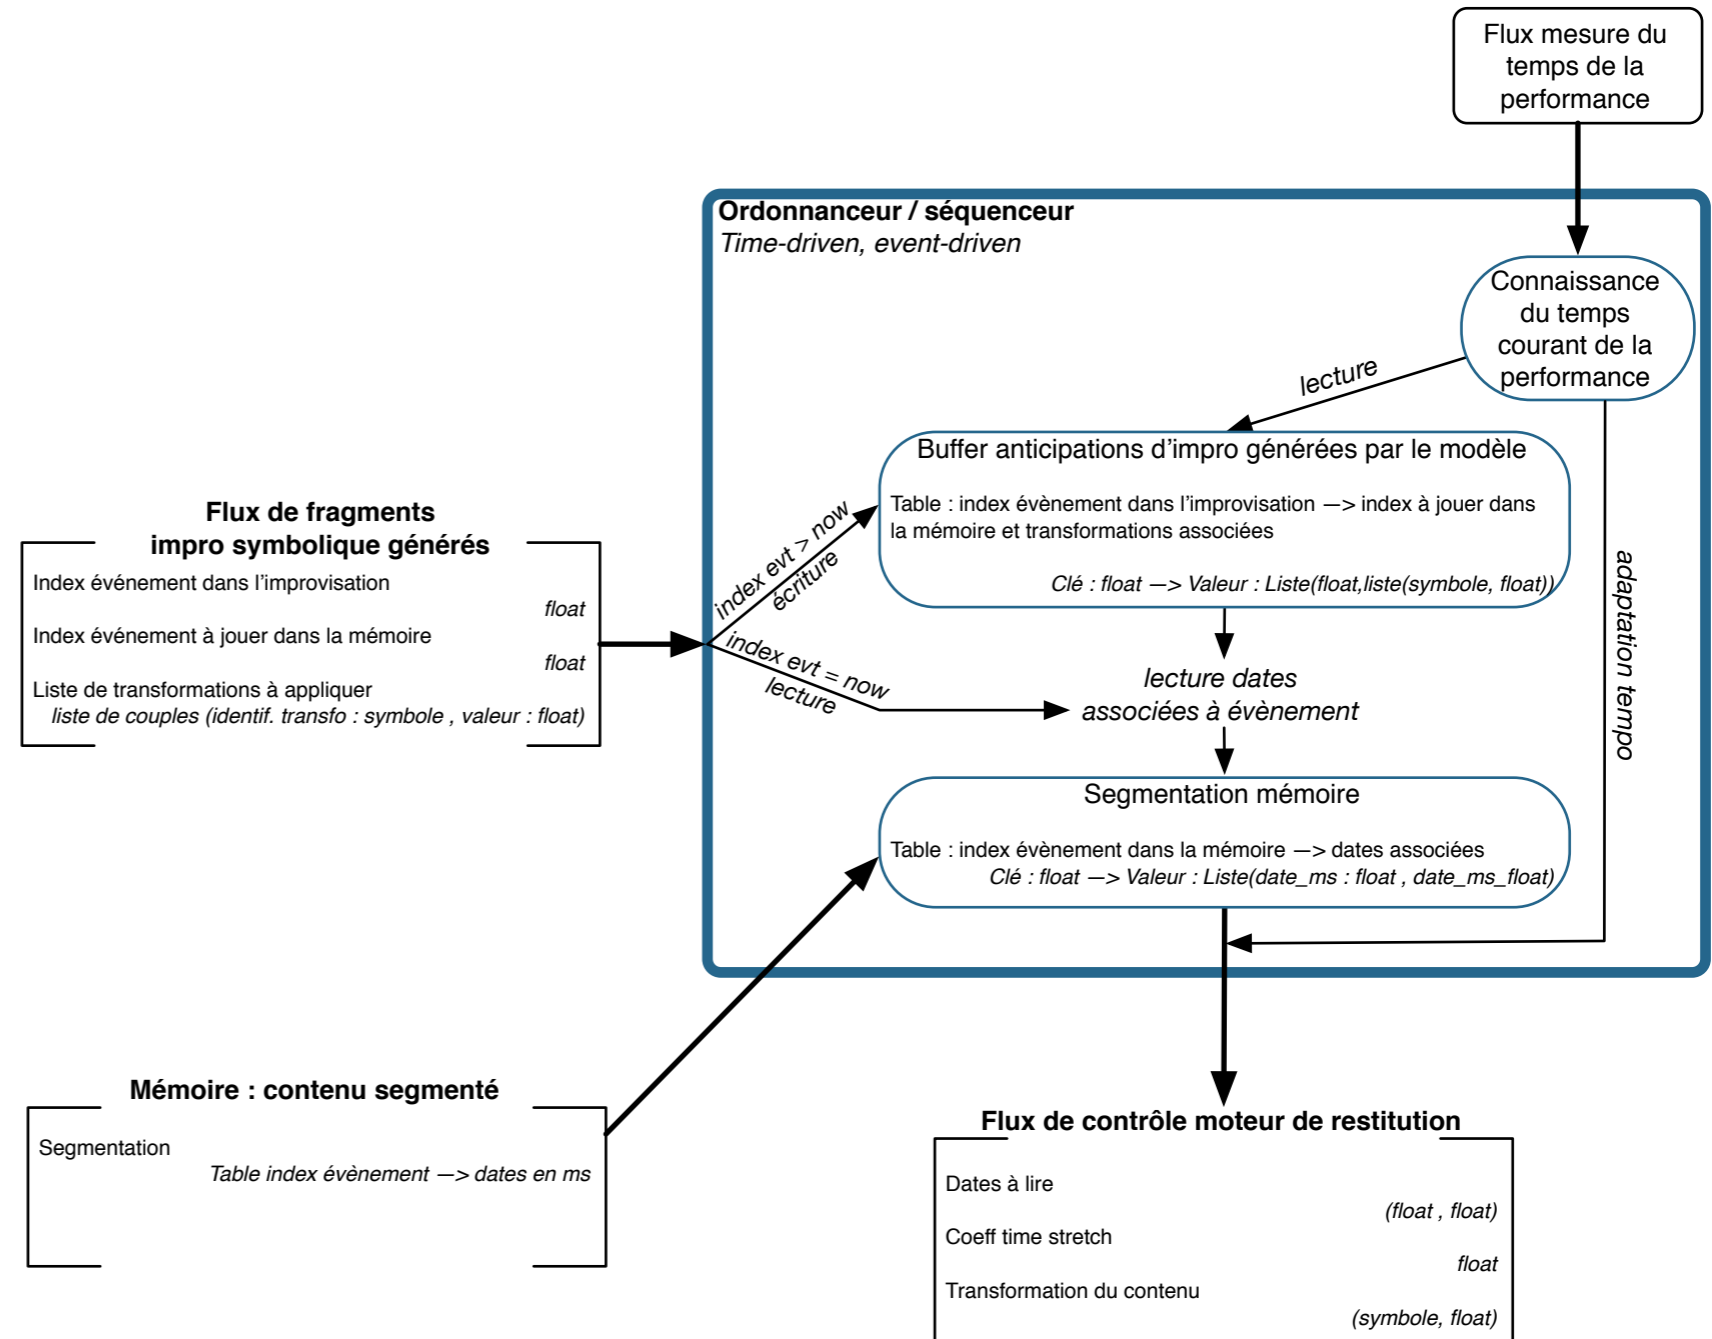 Flux mesure du
temps de la
performance
Ordonnanceur / séquenceur
Time-driven, event-driven
Connaissance
du temps
courant de la
performance
lecture
Buffer anticipations d'impro générées par le modèle
Table : index évènement dans l'improvisation —> index à jouer dans
la mémoire et transformations associées
Clé : float —> Valeur : Liste(float,liste(symbole, float))
adaptation tempo
Flux de fragments
impro symbolique générés
Index événement dans l'improvisation
float
Index événement à jouer dans la mémoire
float
Liste de transformations à appliquer
liste de couples (identif. transfo : symbole , valeur : float)
index evt > now
écriture
index evt = now
lecture
lecture dates
associées à évènement
Segmentation mémoire
Table : index évènement dans la mémoire —> dates associées
Clé : float —> Valeur : Liste(date_ms : float , date_ms_float)
Mémoire : contenu segmenté
Segmentation
Table index évènement —> dates en ms
Flux de contrôle moteur de restitution
Dates à lire
(float , float)
Coeff time stretch
float
Transformation du contenu
(symbole, float)